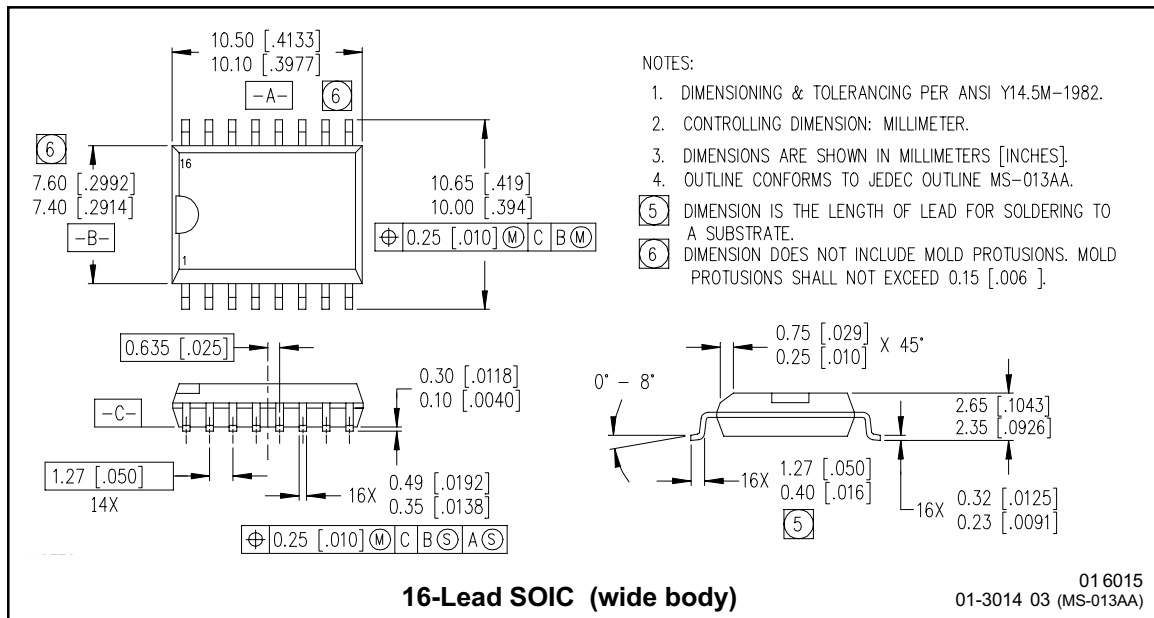 10.50 [.4133]
10.10 [.3977]
-A-
6
6
7.60 [.2992]
7.40 [.2914]
-B-
16
1
10.65 [.419]
10.00 [.394]
⌖ 0.25 [.010] Ⓜ C B Ⓜ
NOTES:
1. DIMENSIONING & TOLERANCING PER ANSI Y14.5M-1982.
2. CONTROLLING DIMENSION: MILLIMETER.
3. DIMENSIONS ARE SHOWN IN MILLIMETERS [INCHES].
4. OUTLINE CONFORMS TO JEDEC OUTLINE MS-013AA.
5 DIMENSION IS THE LENGTH OF LEAD FOR SOLDERING TO
A SUBSTRATE.
6 DIMENSION DOES NOT INCLUDE MOLD PROTUSIONS. MOLD
PROTUSIONS SHALL NOT EXCEED 0.15 [.006 ].
0.635 [.025]
-C-
0.30 [.0118]
0.10 [.0040]
1.27 [.050]
14X
16X 0.49 [.0192]
0.35 [.0138]
⌖ 0.25 [.010] Ⓜ C B Ⓢ A Ⓢ
0.75 [.029]
0.25 [.010] X 45°
0° - 8°
2.65 [.1043]
2.35 [.0926]
16X 1.27 [.050]
0.40 [.016]
5
16X 0.32 [.0125]
0.23 [.0091]
16-Lead SOIC (wide body)
01 6015
01-3014 03 (MS-013AA)